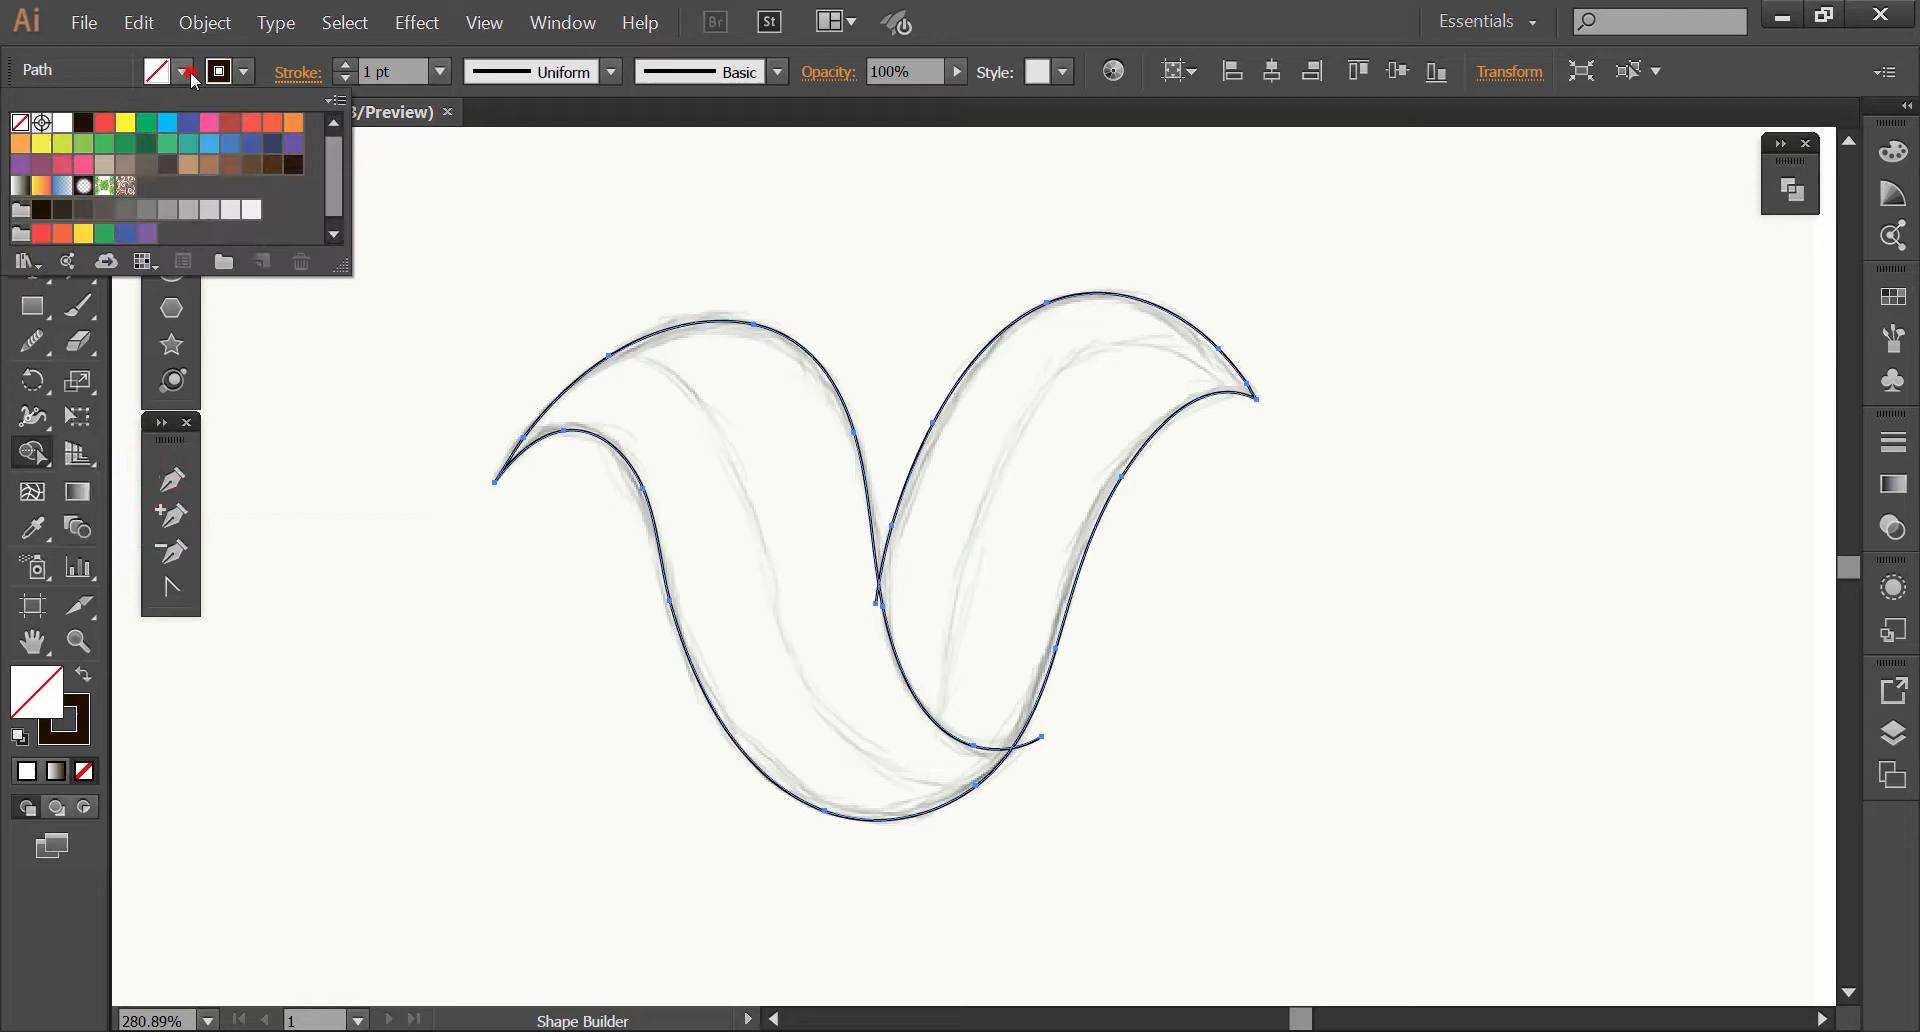 Ai File Edit Object Type Select Effect View Window Help Br St Essentials
Path Stroke: 1 pt Uniform Basic Opacity: 100% Style: Transform
/Preview) ×
280.89% 1 Shape Builder